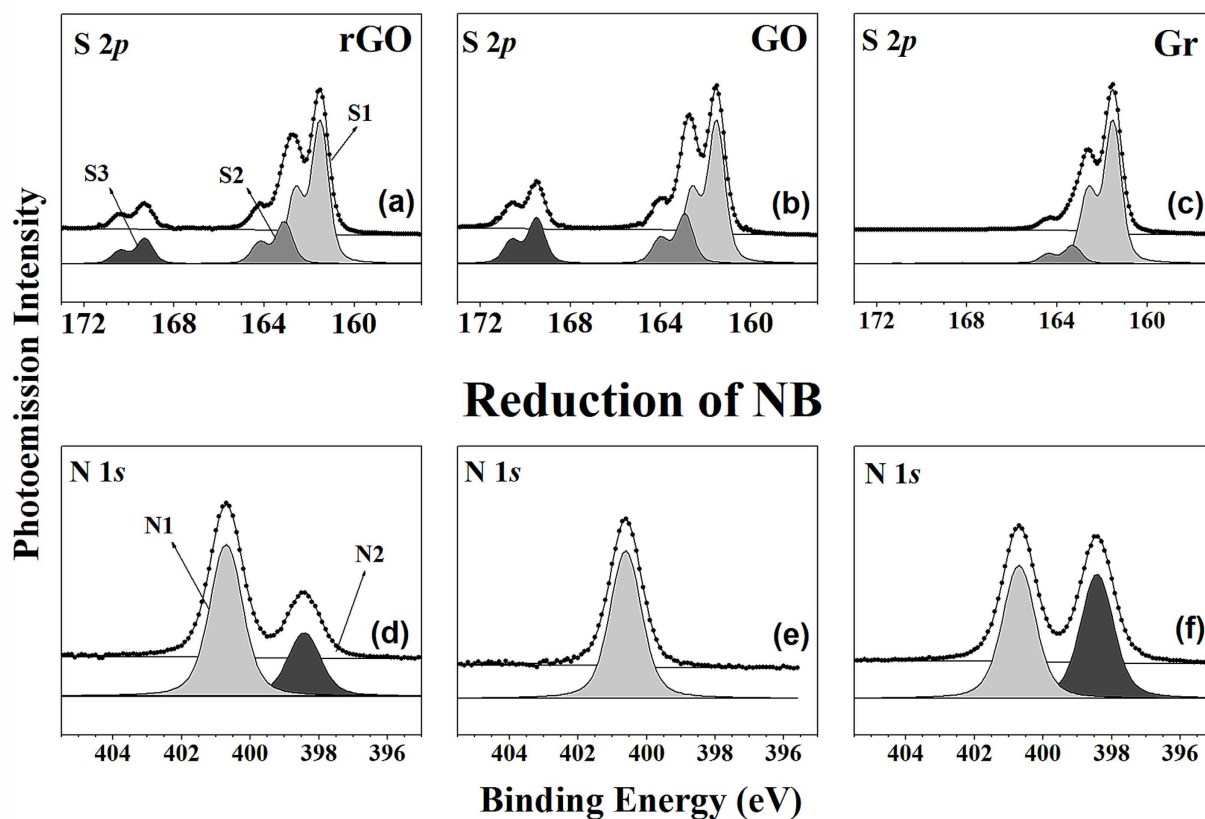 S 2p
rGO
S1
S2
S3
(a)
172 168 164 160
S 2p
GO
(b)
172 168 164 160
S 2p
Gr
(c)
172 168 164 160
Photoemission Intensity
Reduction of NB
N 1s
N1
N2
(d)
404 402 400 398 396
N 1s
(e)
404 402 400 398 396
N 1s
(f)
404 402 400 398 396
Binding Energy (eV)